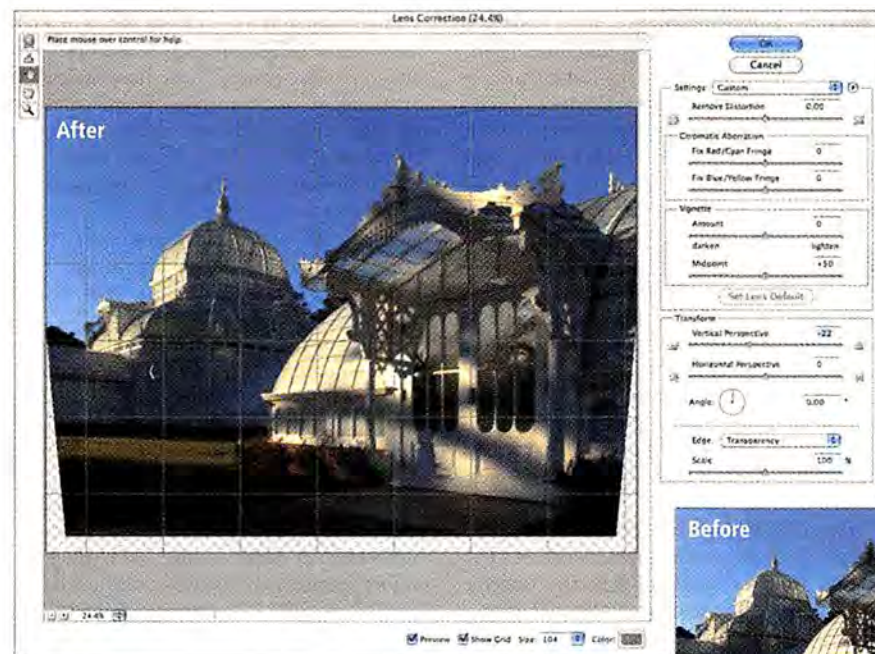 Lens Correction (24.4%)
Place mouse over control for help.
After
OK
Cancel
Settings: Custom
Remove Distortion 0.00
Chromatic Aberration
Fix Red/Cyan Fringe 0
Fix Blue/Yellow Fringe 0
Vignette
Amount 0
darken lighten
Midpoint +50
Set Lens Default
Transform
Vertical Perspective -22
Horizontal Perspective 0
Angle: 0.00 °
Edge: Transparency
Scale 100 %
Before
24.4%
Preview Show Grid Size: 104 Color: